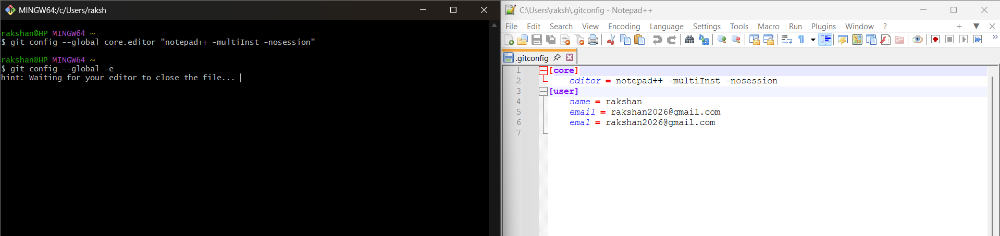 MINGW64:/c/Users/raksh
rakshan@HP MINGW64 ~
$ git config --global core.editor "notepad++ -multiInst -nosession"
rakshan@HP MINGW64 ~
$ git config --global -e
hint: Waiting for your editor to close the file...
C:\Users\raksh\.gitconfig - Notepad++
File Edit Search View Encoding Language Settings Tools Macro Run Plugins Window ?
.gitconfig
1 [core]
2 editor = notepad++ -multiInst -nosession
3 [user]
4 name = rakshan
5 email = rakshan2026@gmail.com
6 emal = rakshan2026@gmail.com
7